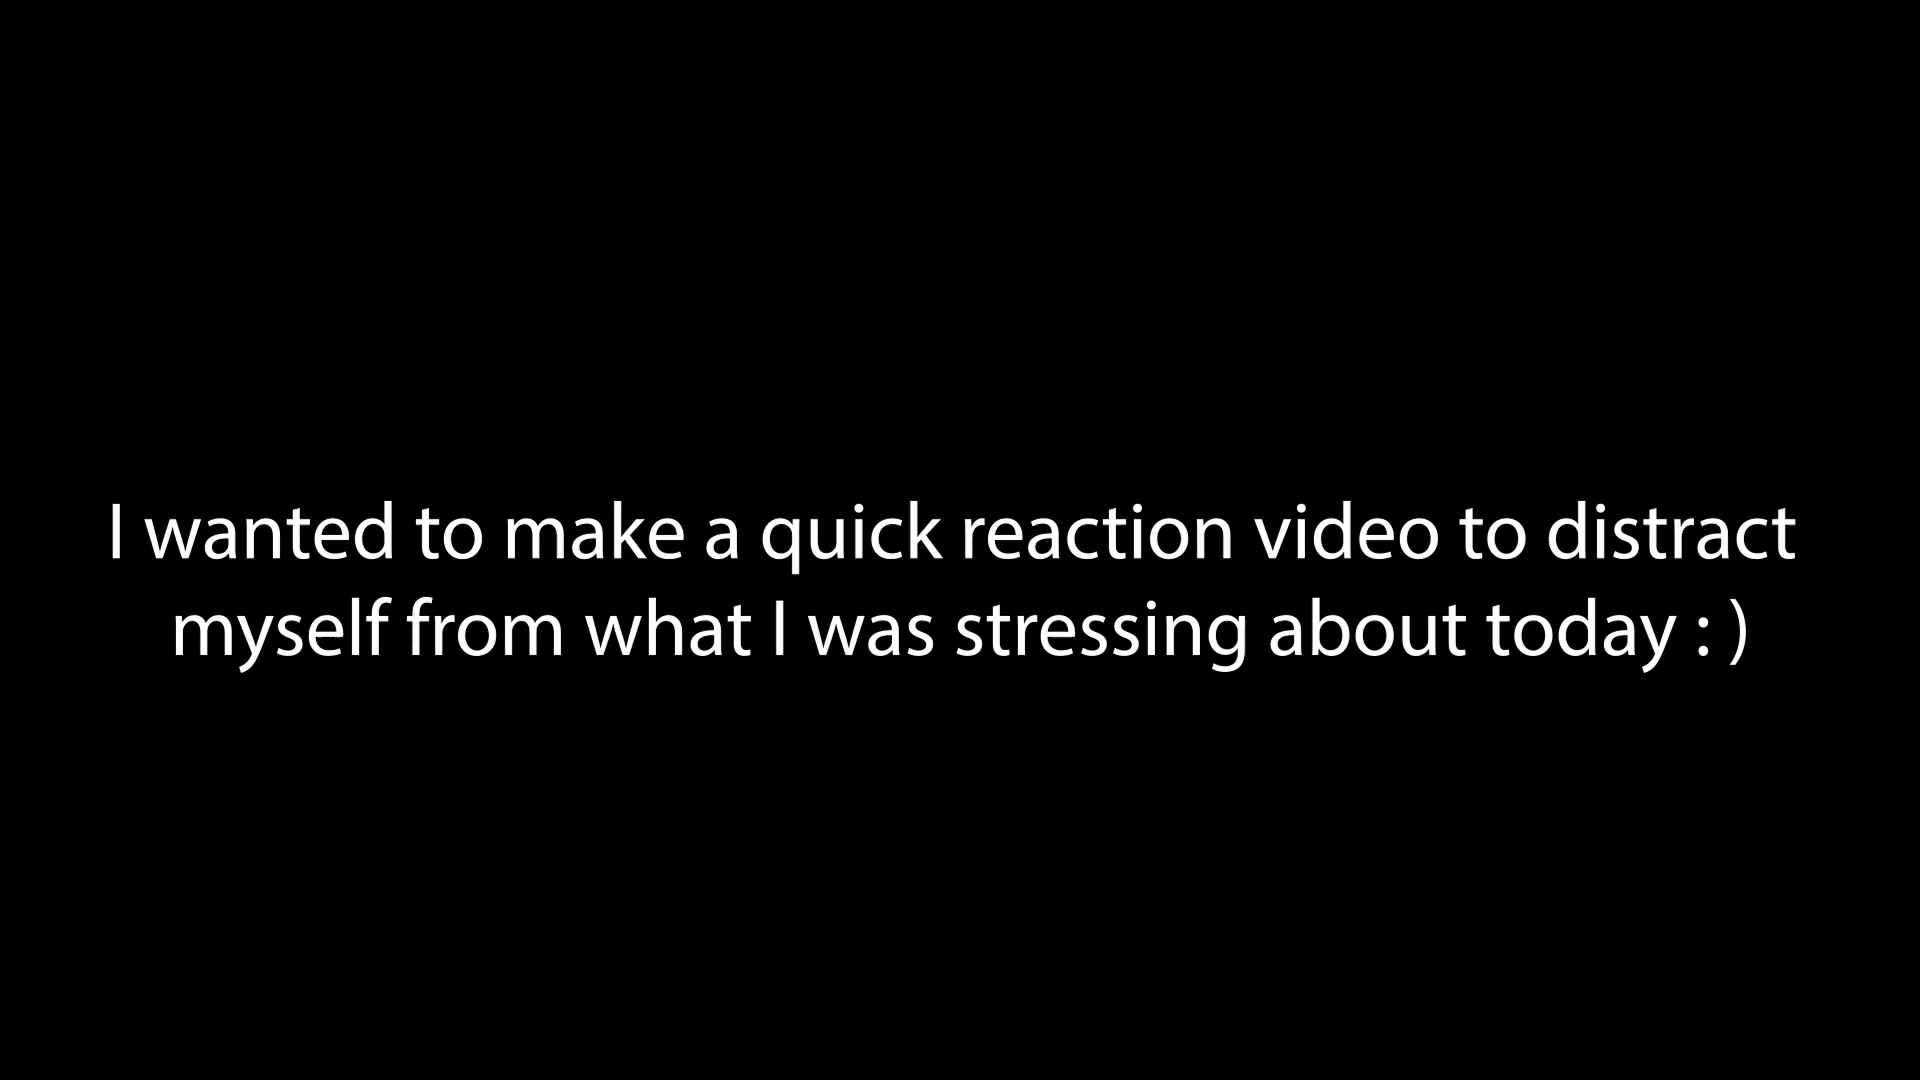 I wanted to make a quick reaction video to distract
myself from what I was stressing about today : )